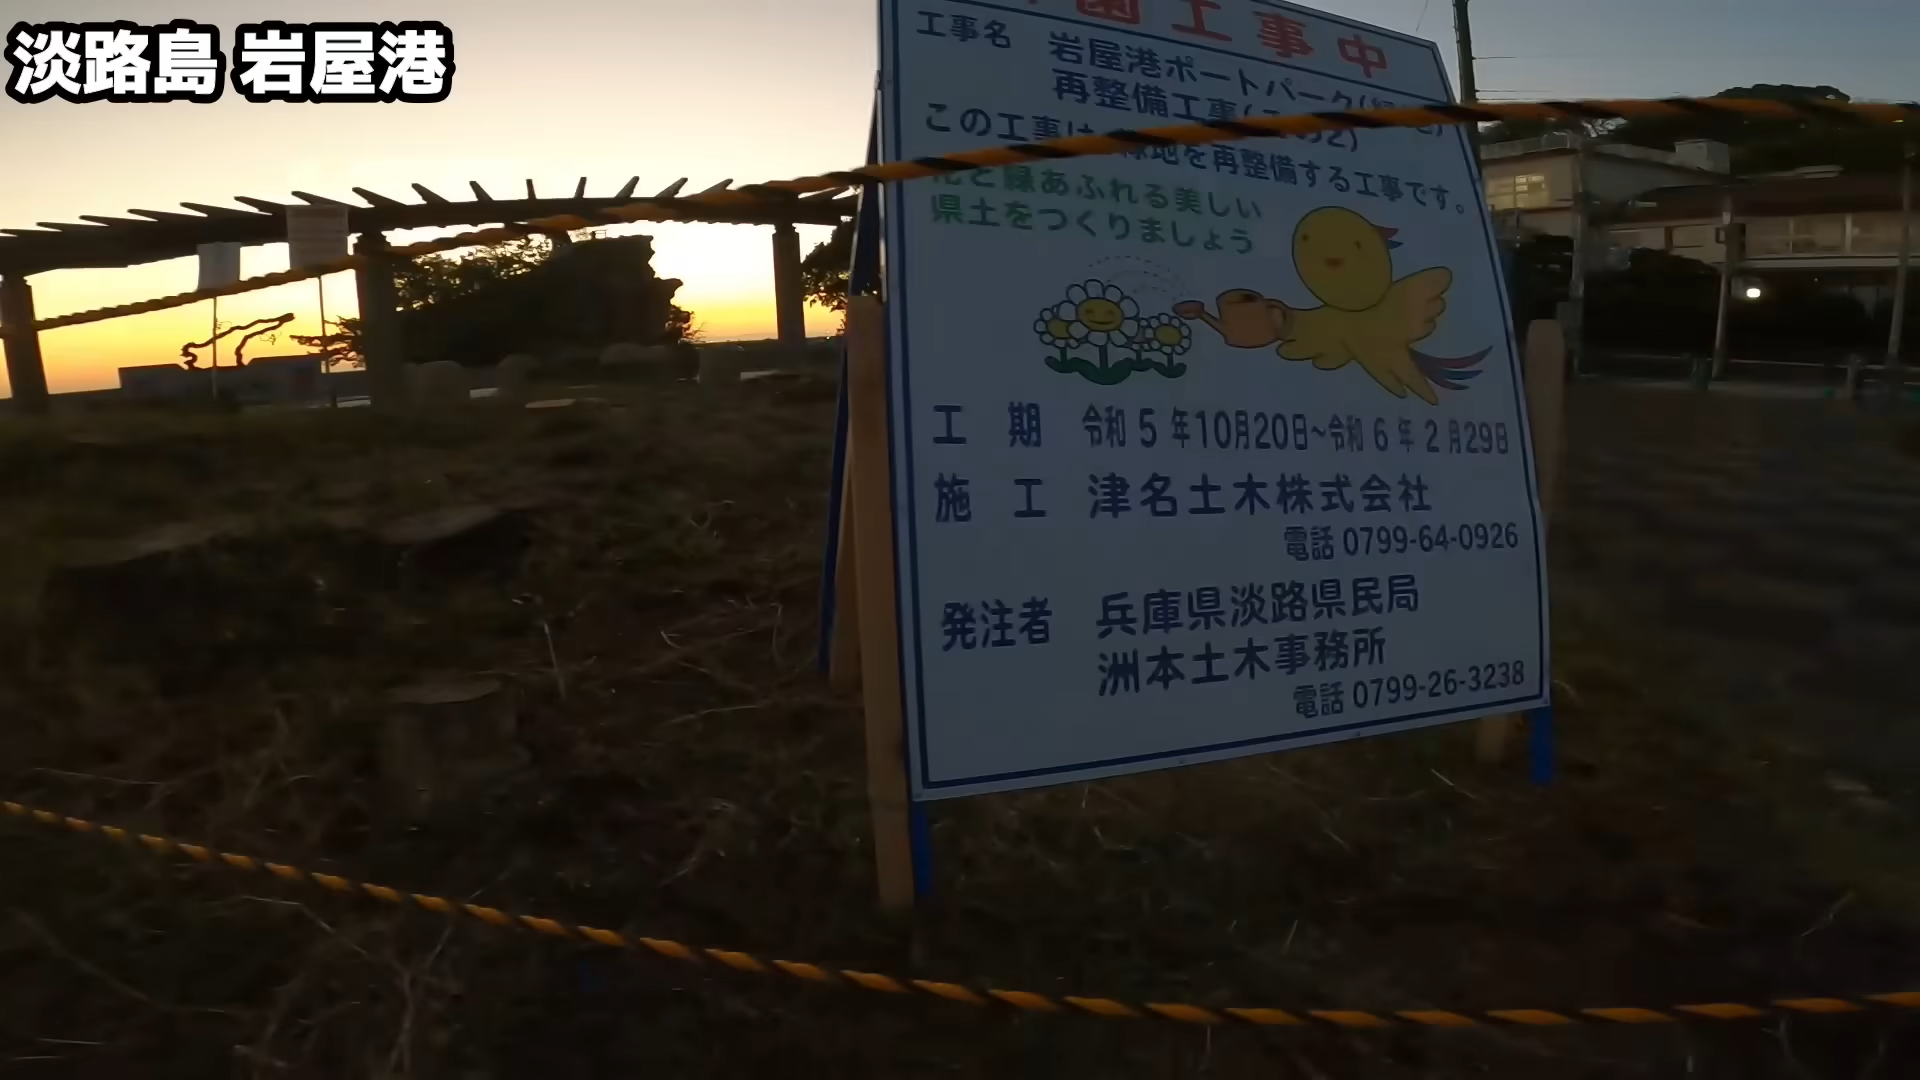 淡路島 岩屋港
工事中
工事名 岩屋港ポートパーク
再整備工事(その2)
この工事は 緑地を再整備する工事です。
花と緑あふれる美しい
県土をつくりましょう
工期 令和5年10月20日~令和6年2月29日
施工 津名土木株式会社
電話 0799-64-0926
発注者 兵庫県淡路県民局
洲本土木事務所
電話 0799-26-3238